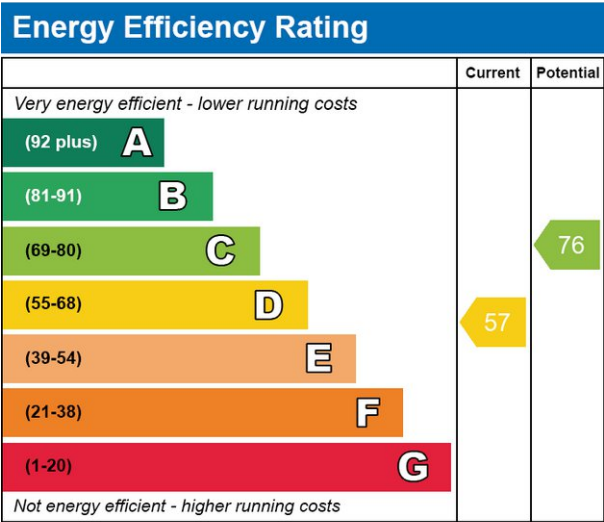 Energy Efficiency Rating
Current Potential
Very energy efficient - lower running costs
(92 plus) A
(81-91) B
(69-80) C
76
(55-68) D
57
(39-54) E
(21-38) F
(1-20) G
Not energy efficient - higher running costs